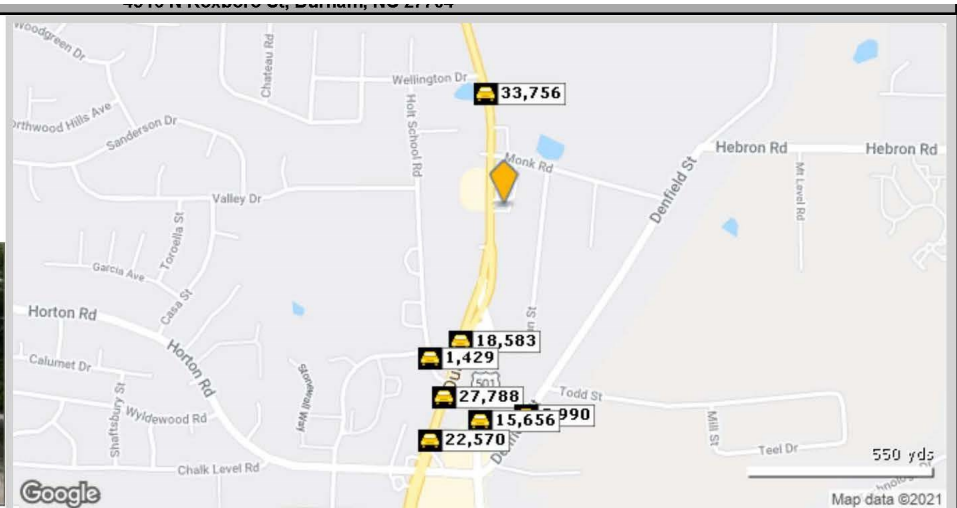 Woodgreen Dr
Chateau Rd
Wellington Dr
33,756
Holt School Rd
orthwood Hills Ave
Sanderson Dr
Hebron Rd
Hebron Rd
Monk Rd
Denfield St
Mt Level Rd
Valley Dr
Torcella St
Garcia Ave
Casa St
Horton Rd
Horton Rd
18,583
1,429
501
Calumet Dr
Stonewall Way
27,788
Todd St
990
15,656
Shaftsbury St
Wyldewood Rd
22,570
Mill St
Teel Dr
550 yds
Chalk Level Rd
Google
Map data ©2021